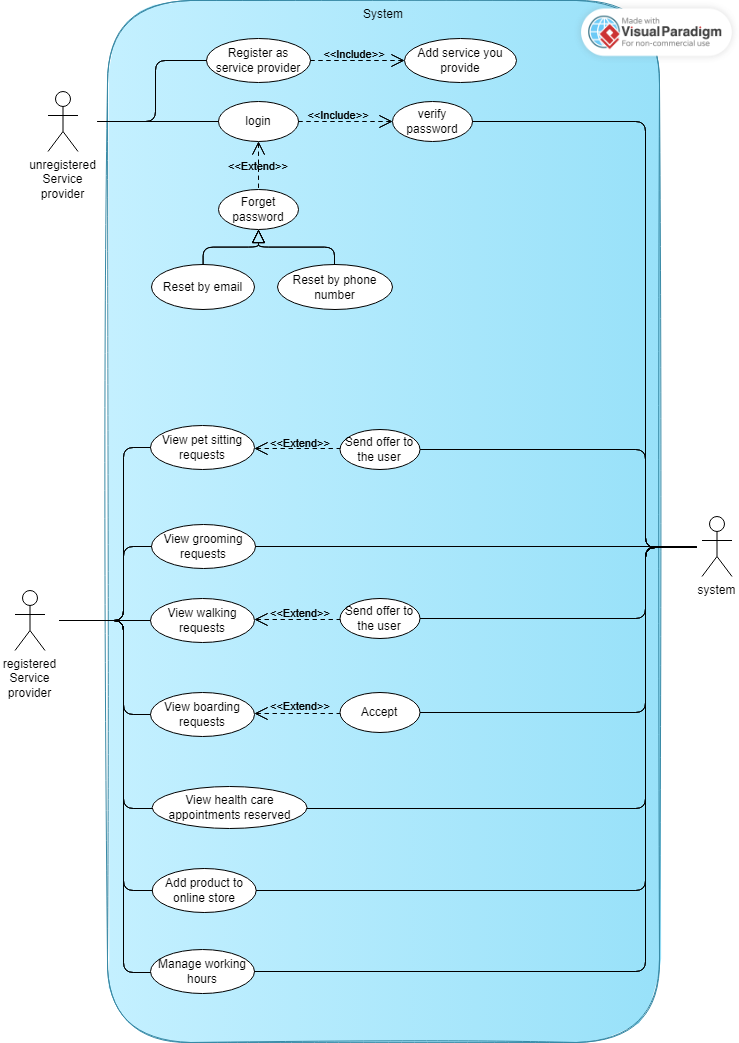 System
Made with
VisualParadigm
For non-commercial use
Register as
service provider
<<Include>>
Add service you
provide
login
<<Include>>
verify
password
unregistered
Service
provider
<<Extend>>
Forget
password
Reset by email
Reset by phone
number
View pet sitting
requests
<<Extend>>
Send offer to
the user
View grooming
requests
system
View walking
requests
<<Extend>>
Send offer to
the user
registered
Service
provider
View boarding
requests
<<Extend>>
Accept
View health care
appointments reserved
Add product to
online store
Manage working
hours